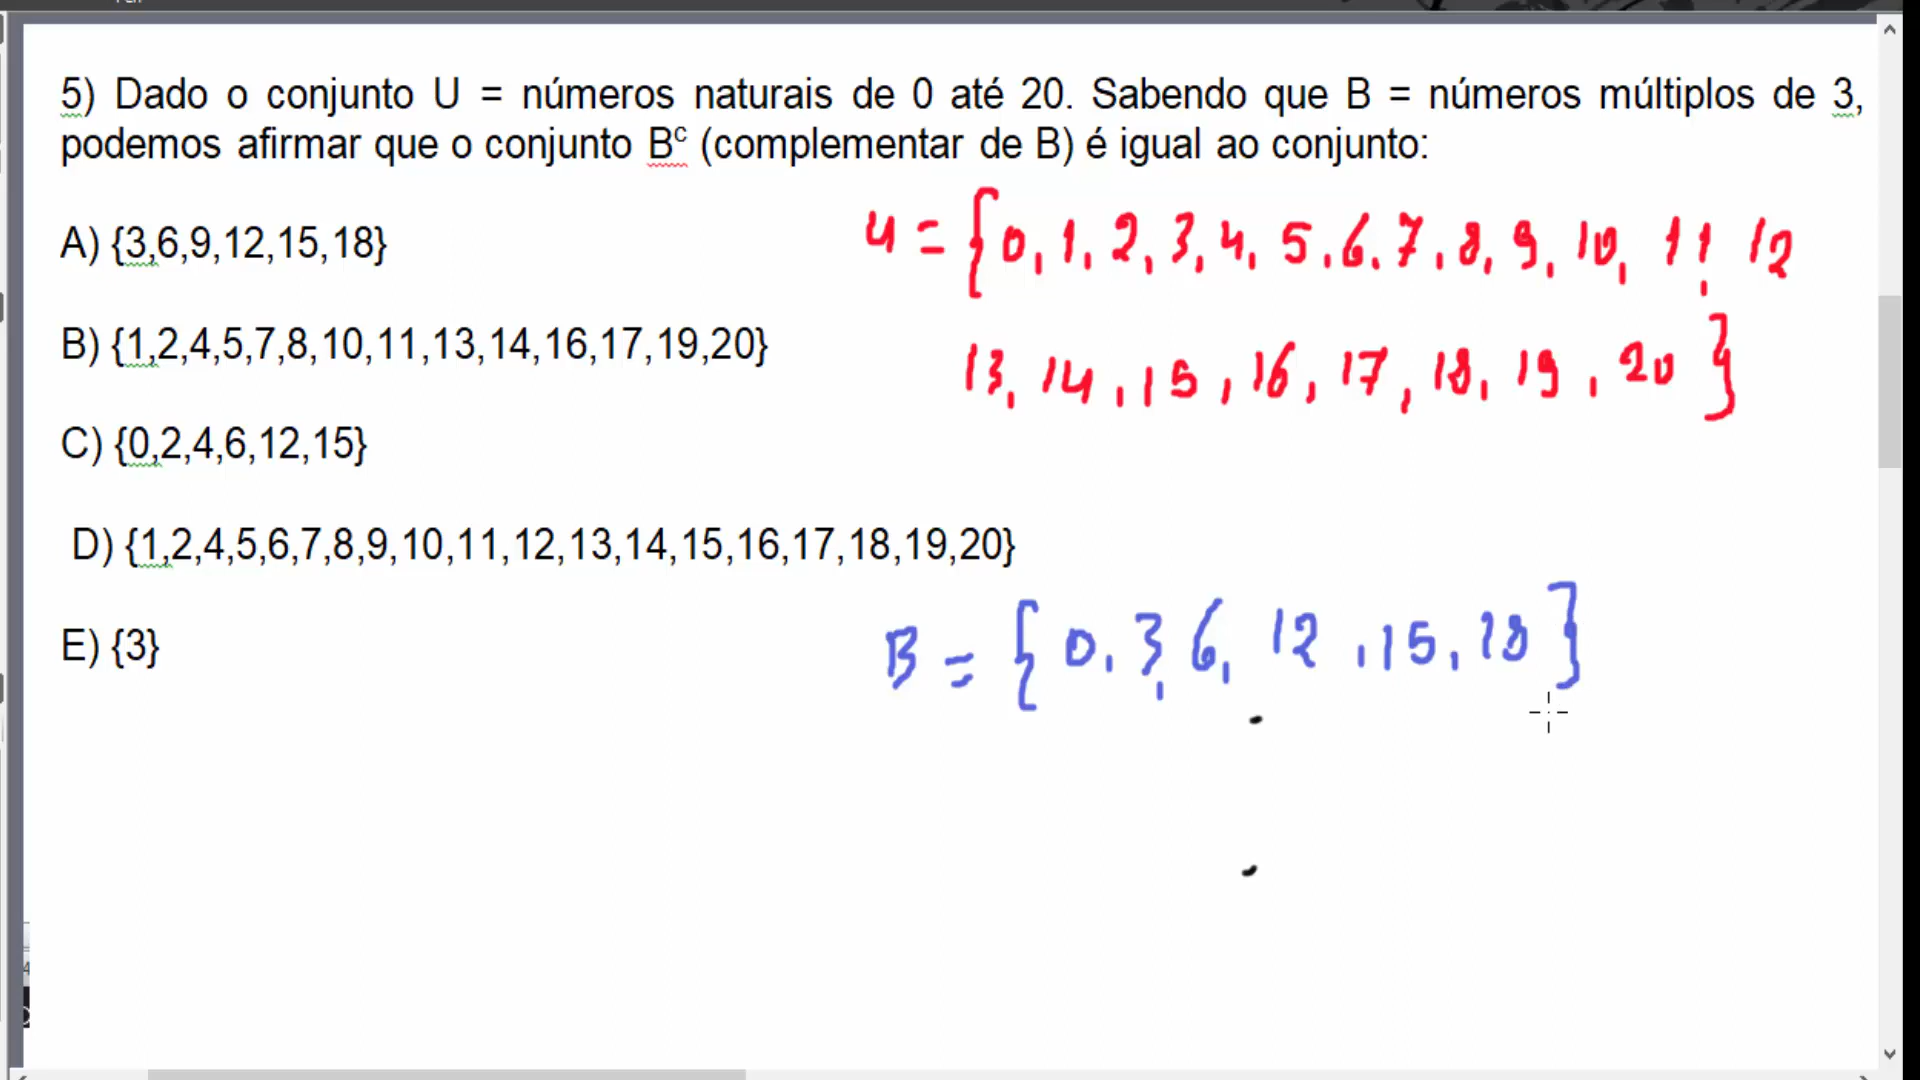 5) Dado o conjunto U = números naturais de 0 até 20. Sabendo que B = números múltiplos de 3,
podemos afirmar que o conjunto Bᶜ (complementar de B) é igual ao conjunto:
A) {3,6,9,12,15,18}
U = {0, 1, 2, 3, 4, 5, 6, 7, 8, 9, 10, 11, 12
B) {1,2,4,5,7,8,10,11,13,14,16,17,19,20}
13, 14, 15, 16, 17, 18, 19, 20}
C) {0,2,4,6,12,15}
D) {1,2,4,5,6,7,8,9,10,11,12,13,14,15,16,17,18,19,20}
E) {3}
B = {0, 3, 6, 12, 15, 18}